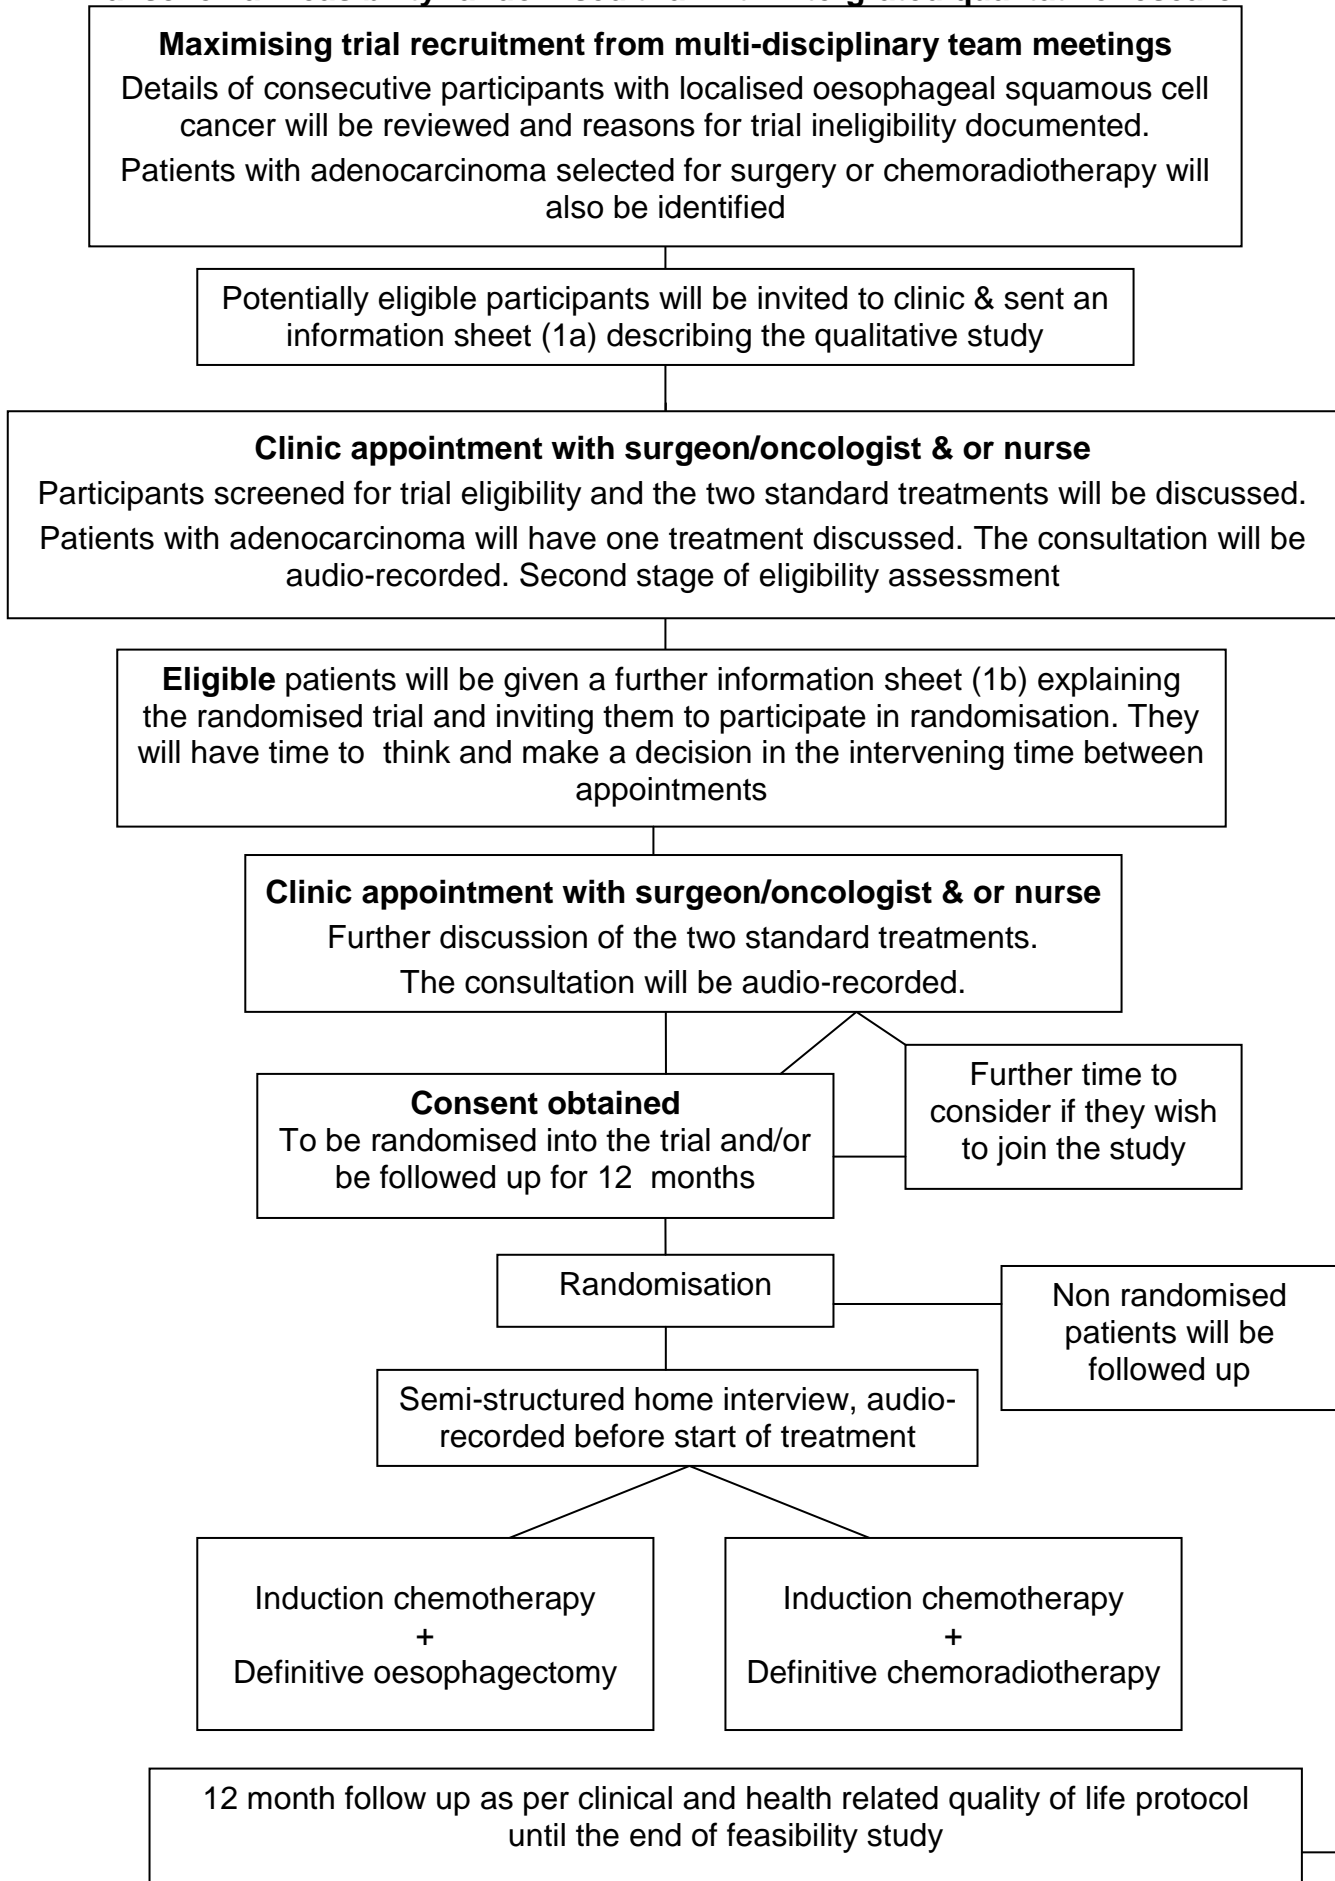 Maximising trial recruitment from multi-disciplinary team meetings
Details of consecutive participants with localised oesophageal squamous cell
cancer will be reviewed and reasons for trial ineligibility documented.
Patients with adenocarcinoma selected for surgery or chemoradiotherapy will
also be identified
Potentially eligible participants will be invited to clinic & sent an
information sheet (1a) describing the qualitative study
Clinic appointment with surgeon/oncologist & or nurse
Participants screened for trial eligibility and the two standard treatments will be discussed.
Patients with adenocarcinoma will have one treatment discussed. The consultation will be
audio-recorded. Second stage of eligibility assessment
Eligible patients will be given a further information sheet (1b) explaining
the randomised trial and inviting them to participate in randomisation. They
will have time to think and make a decision in the intervening time between
appointments
Clinic appointment with surgeon/oncologist & or nurse
Further discussion of the two standard treatments.
The consultation will be audio-recorded.
Consent obtained
To be randomised into the trial and/or
be followed up for 12 months
Further time to
consider if they wish
to join the study
Randomisation
Non randomised
patients will be
followed up
Semi-structured home interview, audio-
recorded before start of treatment
Induction chemotherapy
+
Definitive oesophagectomy
Induction chemotherapy
+
Definitive chemoradiotherapy
12 month follow up as per clinical and health related quality of life protocol
until the end of feasibility study